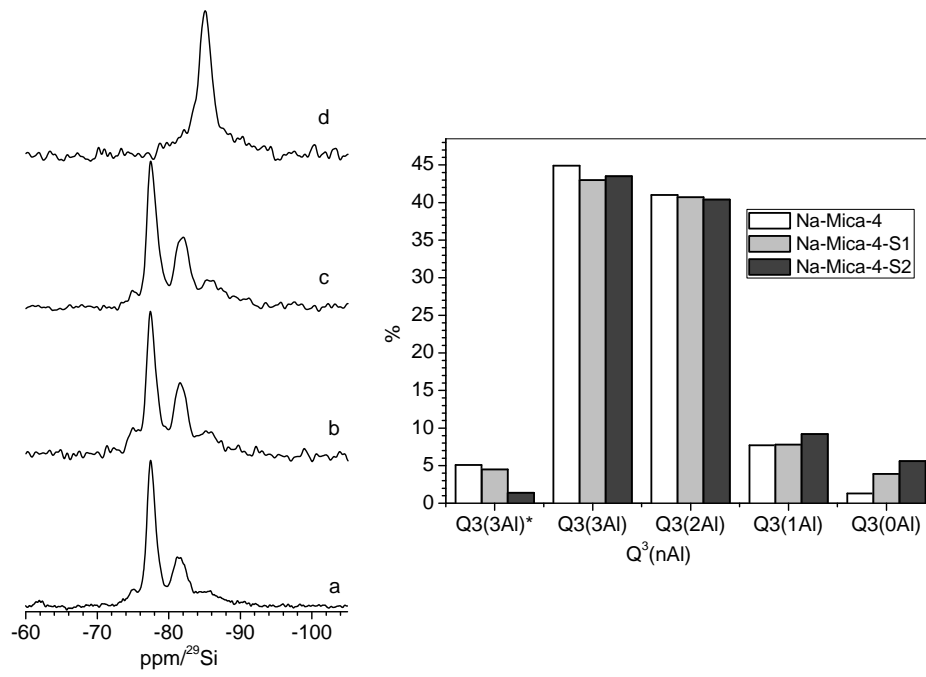 d
c
b
a
-60 -70 -80 -90 -100
ppm/²⁹Si
45
40
35
30
25
20
15
10
5
0
%
Na-Mica-4
Na-Mica-4-S1
Na-Mica-4-S2
Q3(3Al)* Q3(3Al) Q3(2Al) Q3(1Al) Q3(0Al)
Q³(nAl)